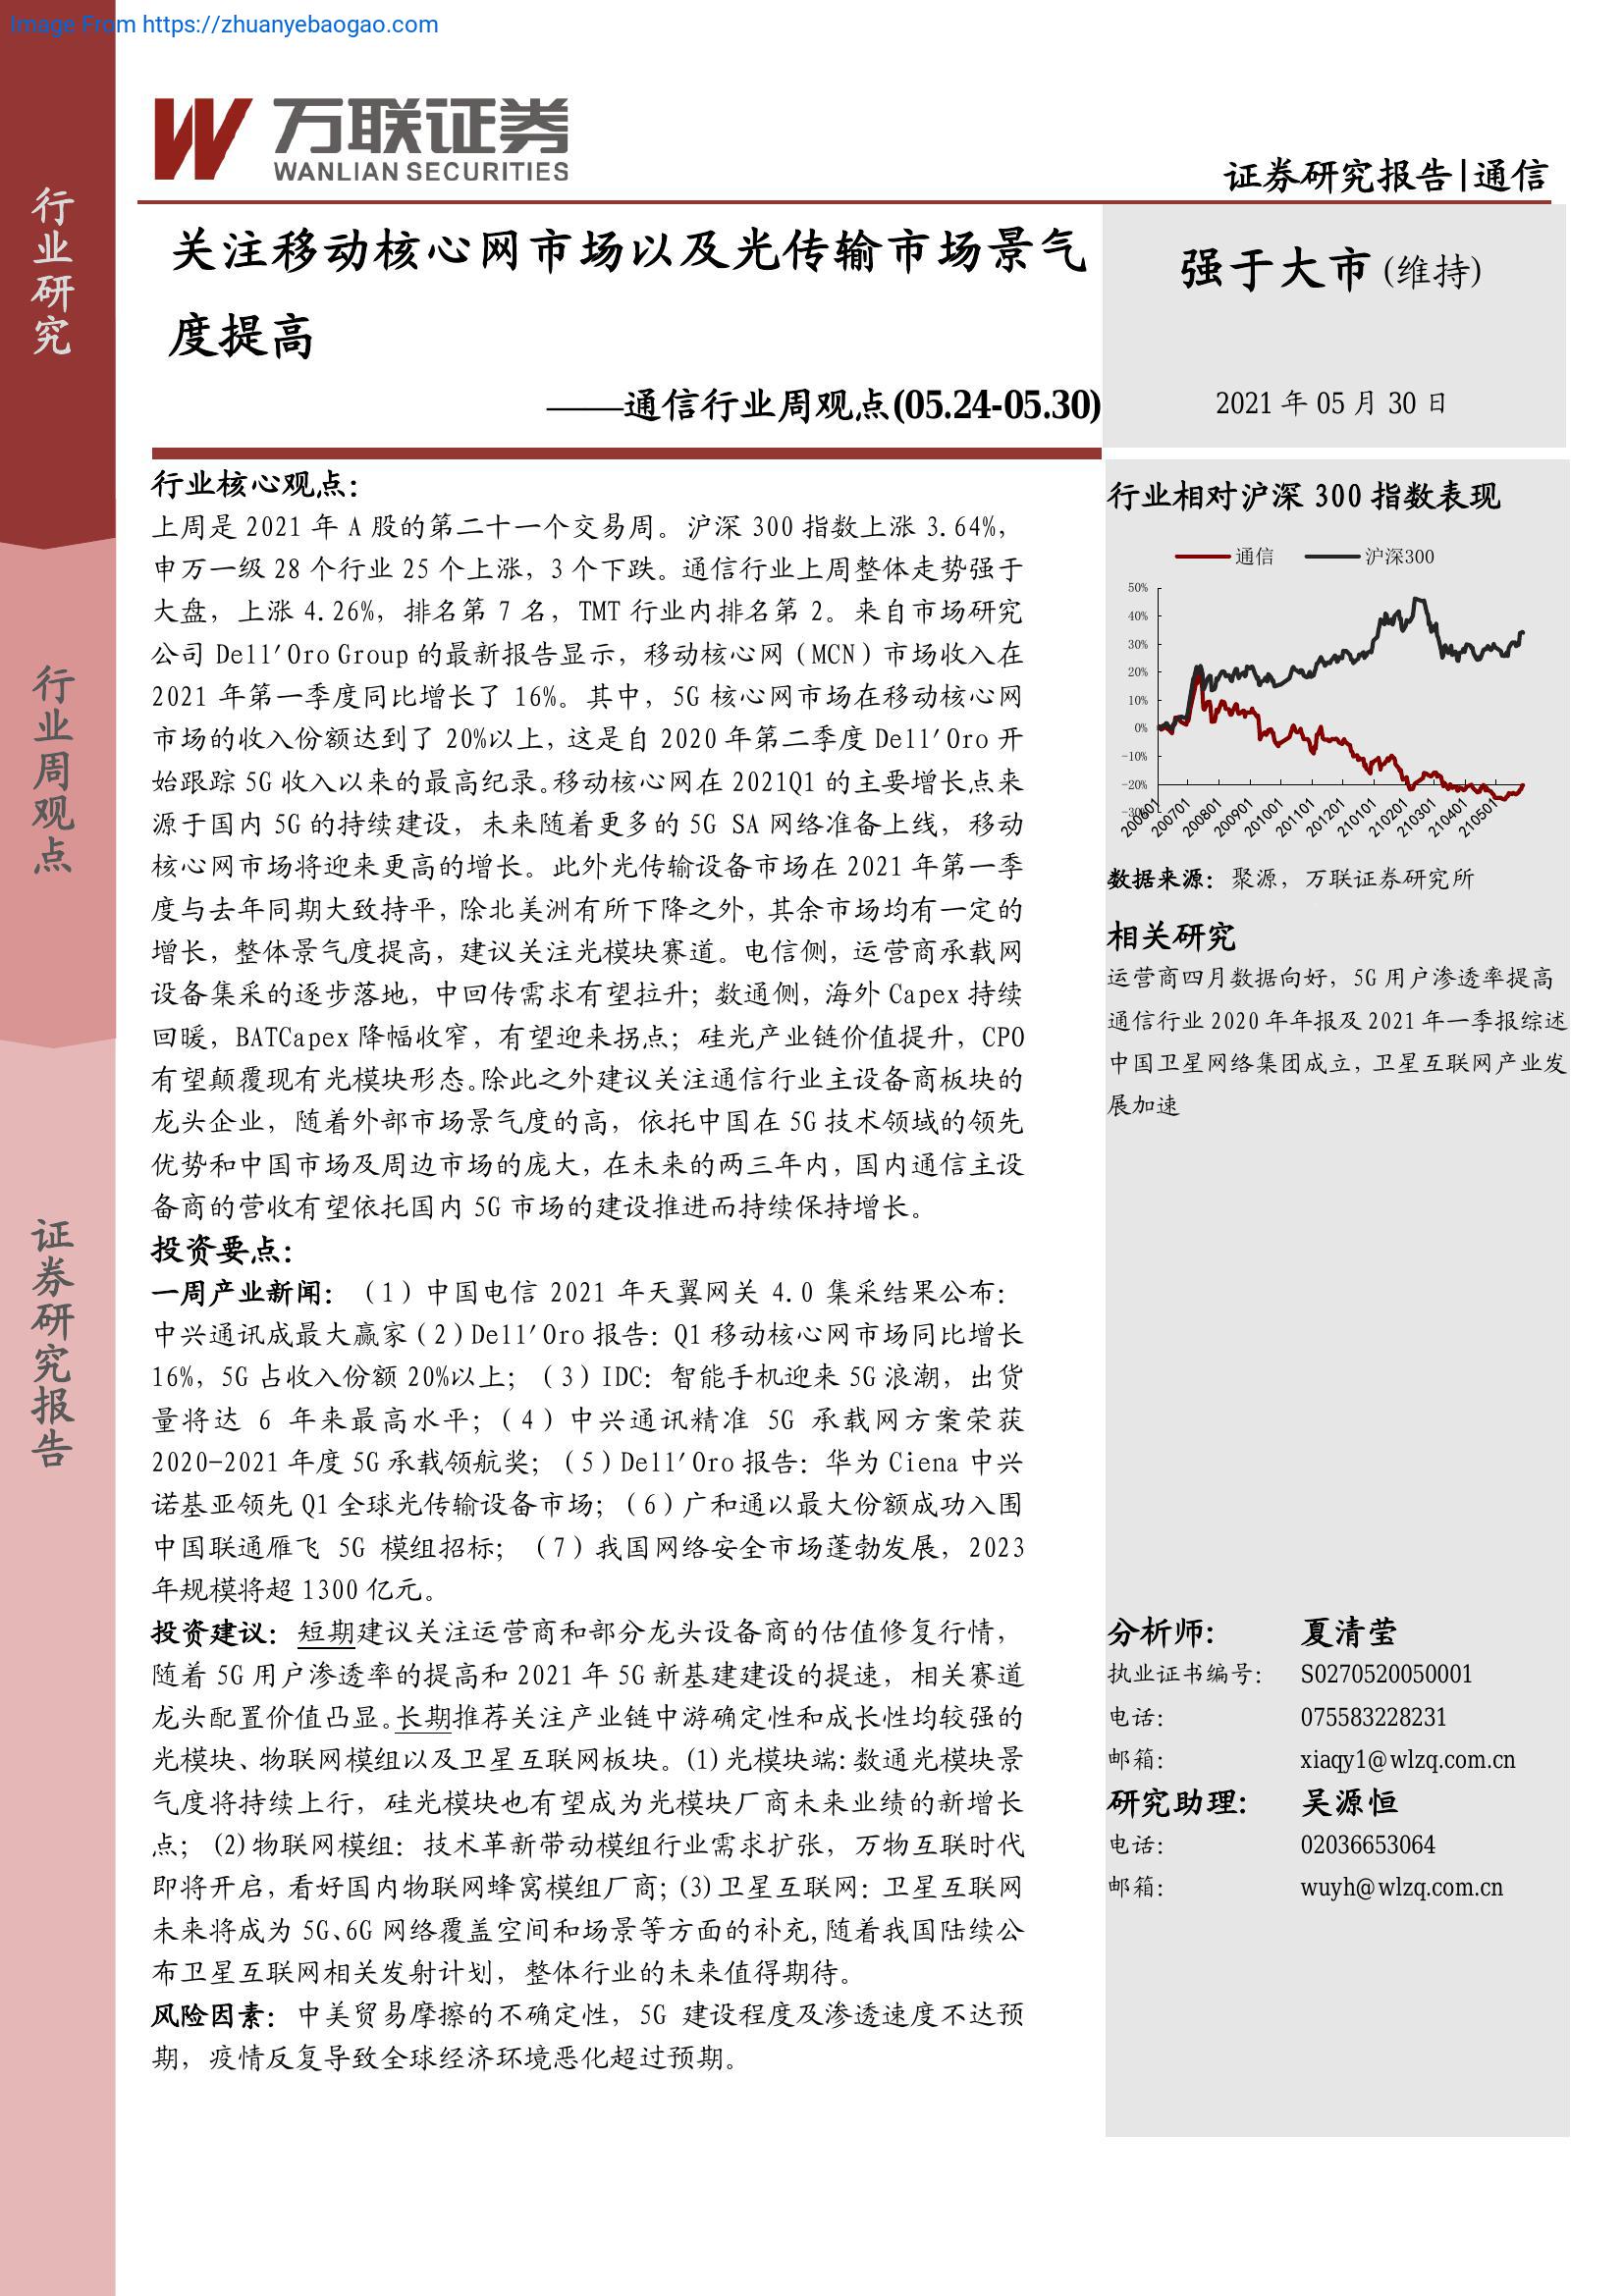 Image From https://zhuanyebaogao.com
万联证券
WANLIAN SECURITIES
证券研究报告|通信
行业研究
行业周观点
证券研究报告
关注移动核心网市场以及光传输市场景气
度提高
——通信行业周观点(05.24-05.30)
强于大市 (维持)
2021 年 05 月 30 日
行业核心观点：
上周是 2021 年 A 股的第二十一个交易周。沪深 300 指数上涨 3.64%，
申万一级 28 个行业 25 个上涨，3 个下跌。通信行业上周整体走势强于
大盘，上涨 4.26%，排名第 7 名，TMT 行业内排名第 2。来自市场研究
公司 Dell'Oro Group 的最新报告显示，移动核心网（MCN）市场收入在
2021 年第一季度同比增长了 16%。其中，5G 核心网市场在移动核心网
市场的收入份额达到了 20%以上，这是自 2020 年第二季度 Dell'Oro 开
始跟踪 5G 收入以来的最高纪录。移动核心网在 2021Q1 的主要增长点来
源于国内 5G 的持续建设，未来随着更多的 5G SA 网络准备上线，移动
核心网市场将迎来更高的增长。此外光传输设备市场在 2021 年第一季
度与去年同期大致持平，除北美洲有所下降之外，其余市场均有一定的
增长，整体景气度提高，建议关注光模块赛道。电信侧，运营商承载网
设备集采的逐步落地，中回传需求有望拉升；数通侧，海外 Capex 持续
回暖，BATCapex 降幅收窄，有望迎来拐点；硅光产业链价值提升，CPO
有望颠覆现有光模块形态。除此之外建议关注通信行业主设备商板块的
龙头企业，随着外部市场景气度的高，依托中国在 5G 技术领域的领先
优势和中国市场及周边市场的庞大，在未来的两三年内，国内通信主设
备商的营收有望依托国内 5G 市场的建设推进而持续保持增长。
投资要点：
一周产业新闻：（1）中国电信 2021 年天翼网关 4.0 集采结果公布：
中兴通讯成最大赢家（2）Dell'Oro 报告：Q1 移动核心网市场同比增长
16%，5G 占收入份额 20%以上；（3）IDC：智能手机迎来 5G 浪潮，出货
量将达 6 年来最高水平；（4）中兴通讯精准 5G 承载网方案荣获
2020-2021 年度 5G 承载领航奖；（5）Dell'Oro 报告：华为 Ciena 中兴
诺基亚领先 Q1 全球光传输设备市场；（6）广和通以最大份额成功入围
中国联通雁飞 5G 模组招标；（7）我国网络安全市场蓬勃发展，2023
年规模将超 1300 亿元。
投资建议：短期建议关注运营商和部分龙头设备商的估值修复行情，
随着 5G 用户渗透率的提高和 2021 年 5G 新基建建设的提速，相关赛道
龙头配置价值凸显。长期推荐关注产业链中游确定性和成长性均较强的
光模块、物联网模组以及卫星互联网板块。(1)光模块端：数通光模块景
气度将持续上行，硅光模块也有望成为光模块厂商未来业绩的新增长
点；(2)物联网模组：技术革新带动模组行业需求扩张，万物互联时代
即将开启，看好国内物联网蜂窝模组厂商；(3)卫星互联网：卫星互联网
未来将成为 5G、6G 网络覆盖空间和场景等方面的补充，随着我国陆续公
布卫星互联网相关发射计划，整体行业的未来值得期待。
风险因素：中美贸易摩擦的不确定性，5G 建设程度及渗透速度不达预
期，疫情反复导致全球经济环境恶化超过预期。
行业相对沪深 300 指数表现
通信 沪深300
50%
40%
30%
20%
10%
0%
-10%
-20%
-30%
200601 200701 200801 200901 201001 201101 201201 210101 210201 210301 210401 210501
数据来源：聚源，万联证券研究所
相关研究
运营商四月数据向好，5G 用户渗透率提高
通信行业 2020 年年报及 2021 年一季报综述
中国卫星网络集团成立，卫星互联网产业发
展加速
分析师: 夏清莹
执业证书编号: S0270520050001
电话: 075583228231
邮箱: xiaqy1@wlzq.com.cn
研究助理: 吴源恒
电话: 02036653064
邮箱: wuyh@wlzq.com.cn